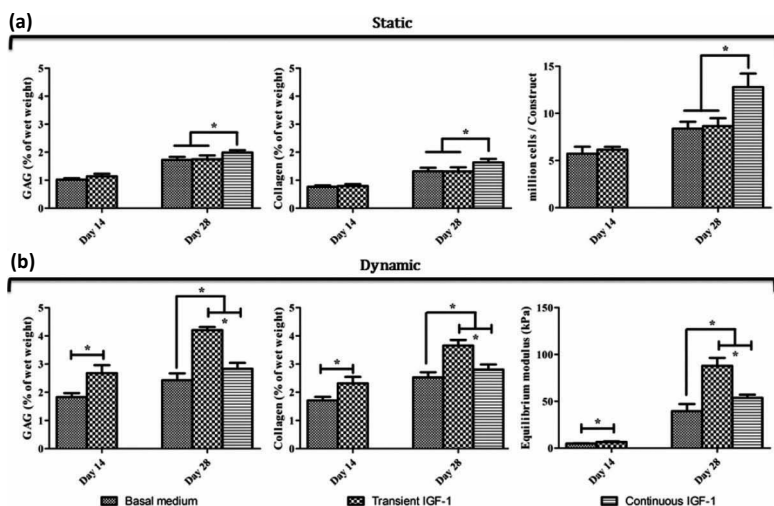 (a)
Static
GAG (% of wet weight)
5
4
3
2
1
0
Day 14
Day 28
*
Collagen (% of wet weight)
5
4
3
2
1
0
Day 14
Day 28
*
million cells / Construct
15
10
5
0
Day 14
Day 28
*
(b)
Dynamic
GAG (% of wet weight)
5
4
3
2
1
0
Day 14
Day 28
*
*
*
Collagen (% of wet weight)
5
4
3
2
1
0
Day 14
Day 28
*
*
*
Equilibrium modulus (kPa)
150
100
50
0
Day 14
Day 28
*
*
*
Basal medium
Transient IGF-1
Continuous IGF-1